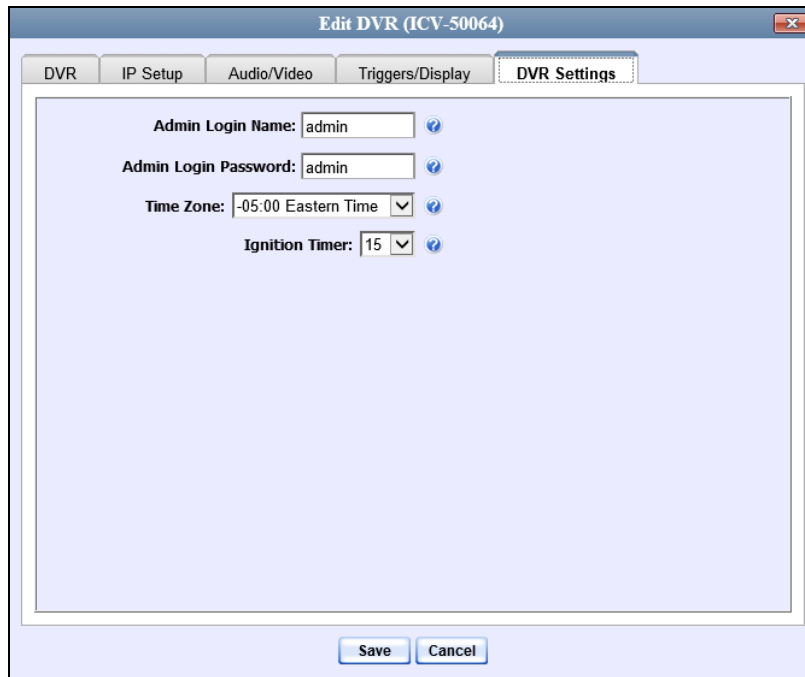 Edit DVR (ICV-50064)
DVR IP Setup Audio/Video Triggers/Display DVR Settings
Admin Login Name: admin
Admin Login Password: admin
Time Zone: -05:00 Eastern Time
Ignition Timer: 15
Save Cancel